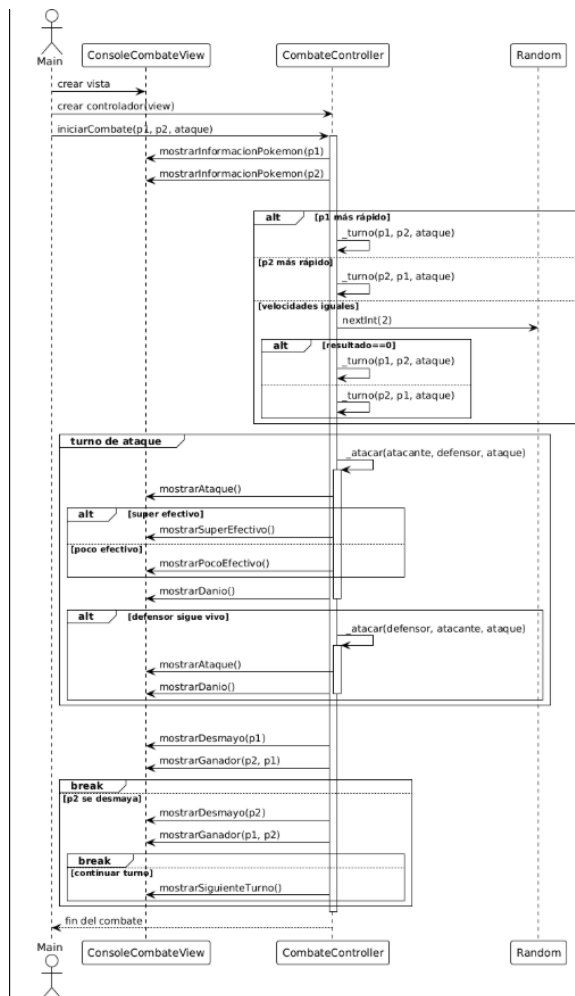 Main
ConsoleCombateView
CombateController
Random
crear vista
crear controlador(view)
iniciarCombate(p1, p2, ataque)
mostrarInformacionPokemon(p1)
mostrarInformacionPokemon(p2)
alt [p1 más rápido]
_turno(p1, p2, ataque)
[p2 más rápido]
_turno(p2, p1, ataque)
[velocidades iguales]
nextInt(2)
alt [resultado==0]
_turno(p1, p2, ataque)
_turno(p2, p1, ataque)
turno de ataque
_atacar(atacante, defensor, ataque)
mostrarAtaque()
alt [super efectivo]
mostrarSuperEfectivo()
[poco efectivo]
mostrarPocoEfectivo()
mostrarDanio()
alt [defensor sigue vivo]
_atacar(defensor, atacante, ataque)
mostrarAtaque()
mostrarDanio()
mostrarDesmayo(p1)
mostrarGanador(p2, p1)
break
[p2 se desmaya]
mostrarDesmayo(p2)
mostrarGanador(p1, p2)
break
[continuar turno]
mostrarSiguienteTurno()
fin del combate
Main
ConsoleCombateView
CombateController
Random